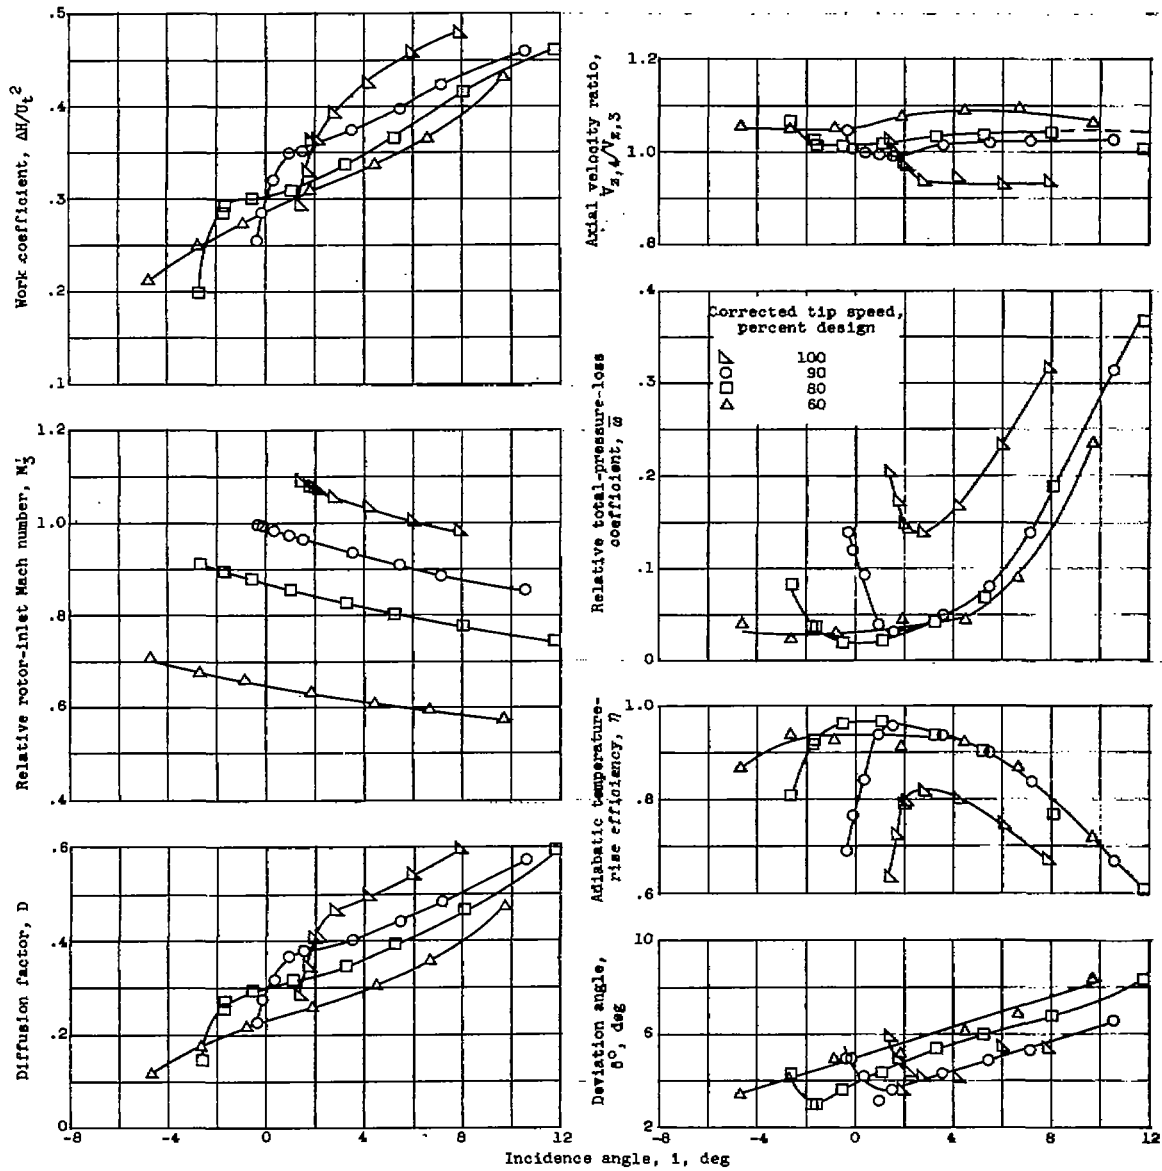 .5
.4
.3
.2
.1
Work coefficient, ΔH/U_t^2
1.2
1.0
.8
.6
.4
Relative rotor-inlet Mach number, M'_3
.6
.4
.2
0
Diffusion factor, D
-8 -4 0 4 8 12
1.2
1.0
.8
Axial velocity ratio,
V_z,4/V_z,3
.4
.3
.2
.1
0
Relative total-pressure-loss
coefficient, ω̅
Corrected tip speed,
percent design
100
90
80
60
1.0
.8
.6
Adiabatic temperature-
rise efficiency, η
10
6
2
Deviation angle,
δ°, deg
-8 -4 0 4 8 12
Incidence angle, i, deg